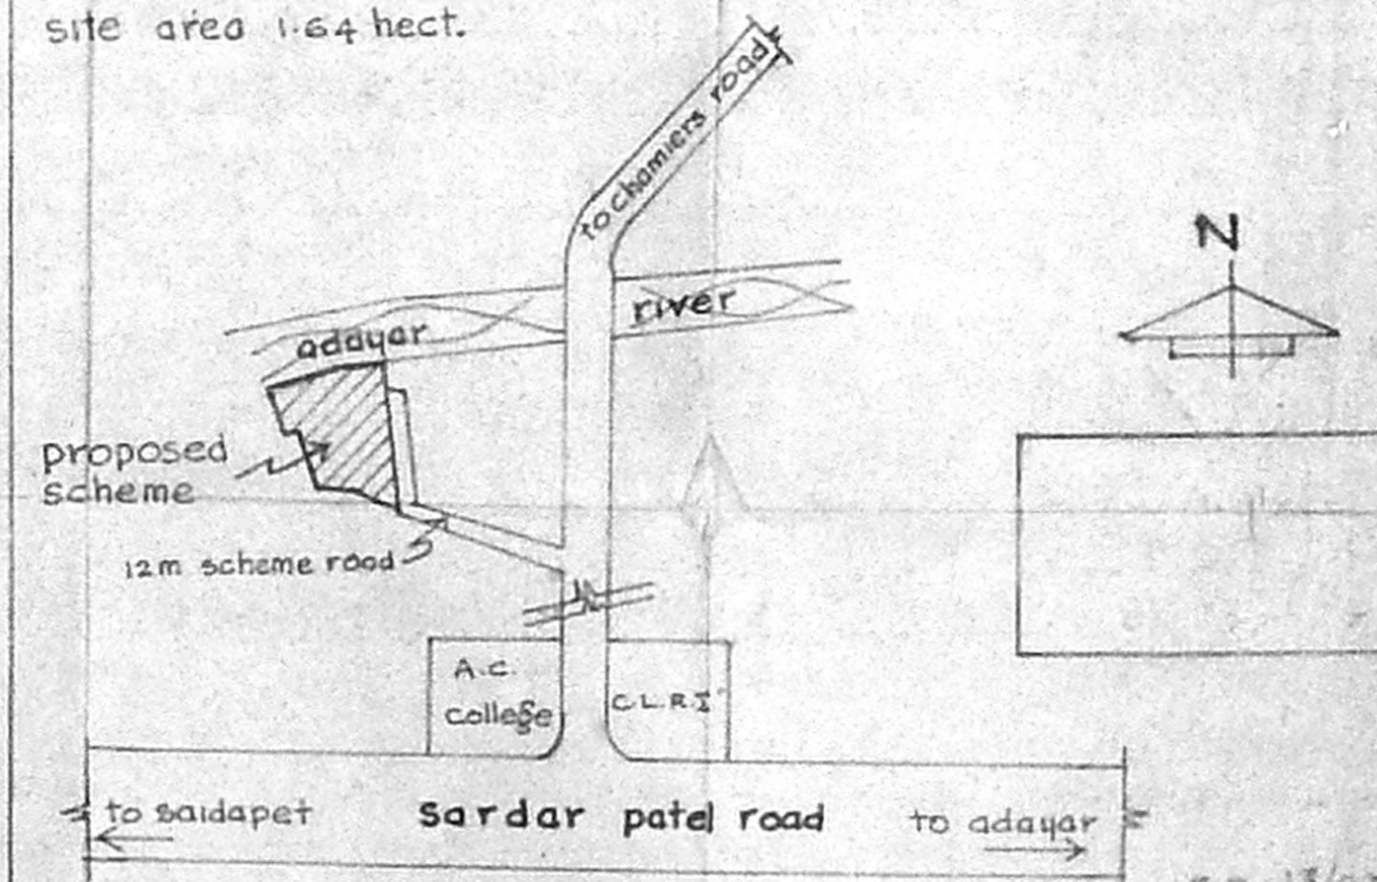 site area 1.64 hect.
to chamiers road
N
river
adayar
proposed
scheme
12m scheme road
A.C.
college
C.L.R.I
to saidapet
sardar patel road
to adayar